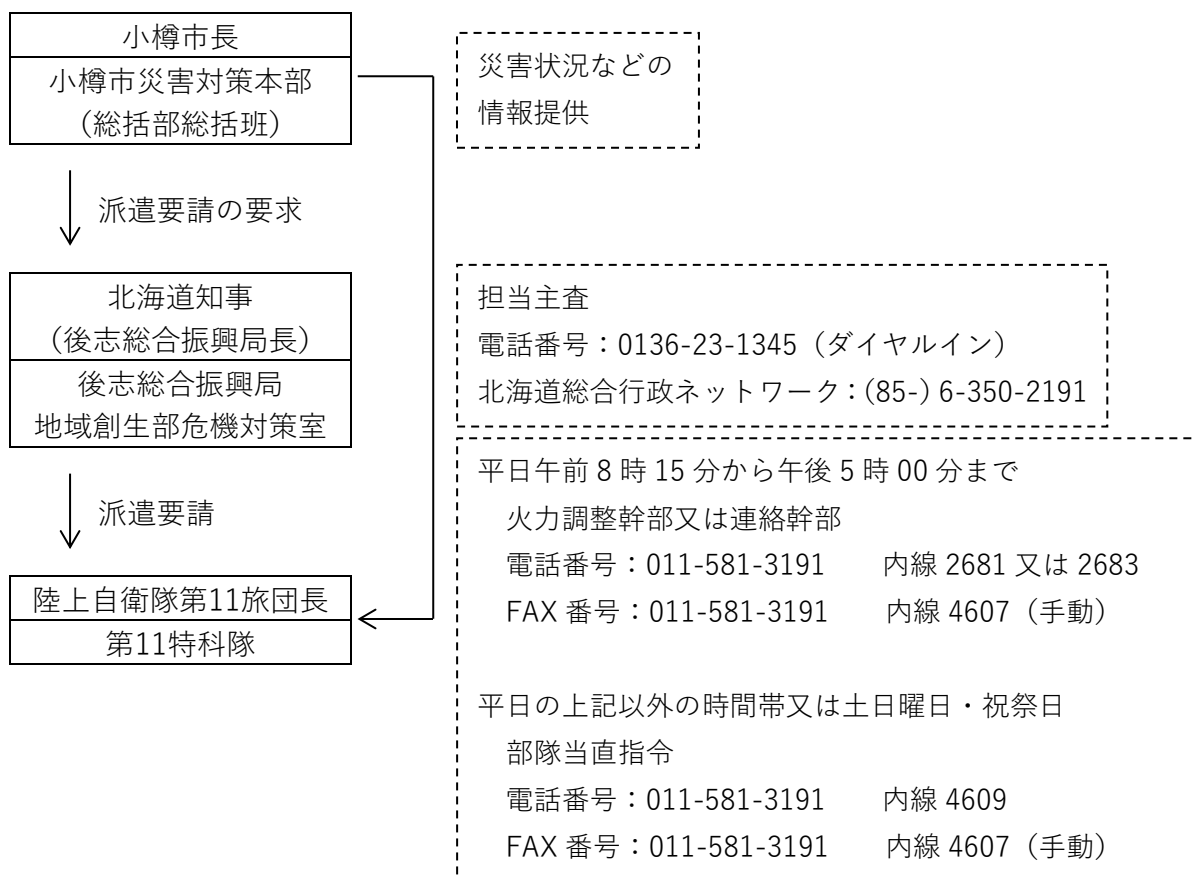 小樽市長
小樽市災害対策本部
（総括部総括班）
災害状況などの
情報提供
派遣要請の要求
北海道知事
（後志総合振興局長）
後志総合振興局
地域創生部危機対策室
担当主査
電話番号：0136-23-1345（ダイヤルイン）
北海道総合行政ネットワーク：(85-) 6-350-2191
派遣要請
陸上自衛隊第11旅団長
第11特科隊
平日午前 8 時 15 分から午後 5 時 00 分まで
火力調整幹部又は連絡幹部
電話番号：011-581-3191　　内線 2681 又は 2683
FAX 番号：011-581-3191　　内線 4607（手動）
平日の上記以外の時間帯又は土日曜日・祝祭日
部隊当直指令
電話番号：011-581-3191　　内線 4609
FAX 番号：011-581-3191　　内線 4607（手動）